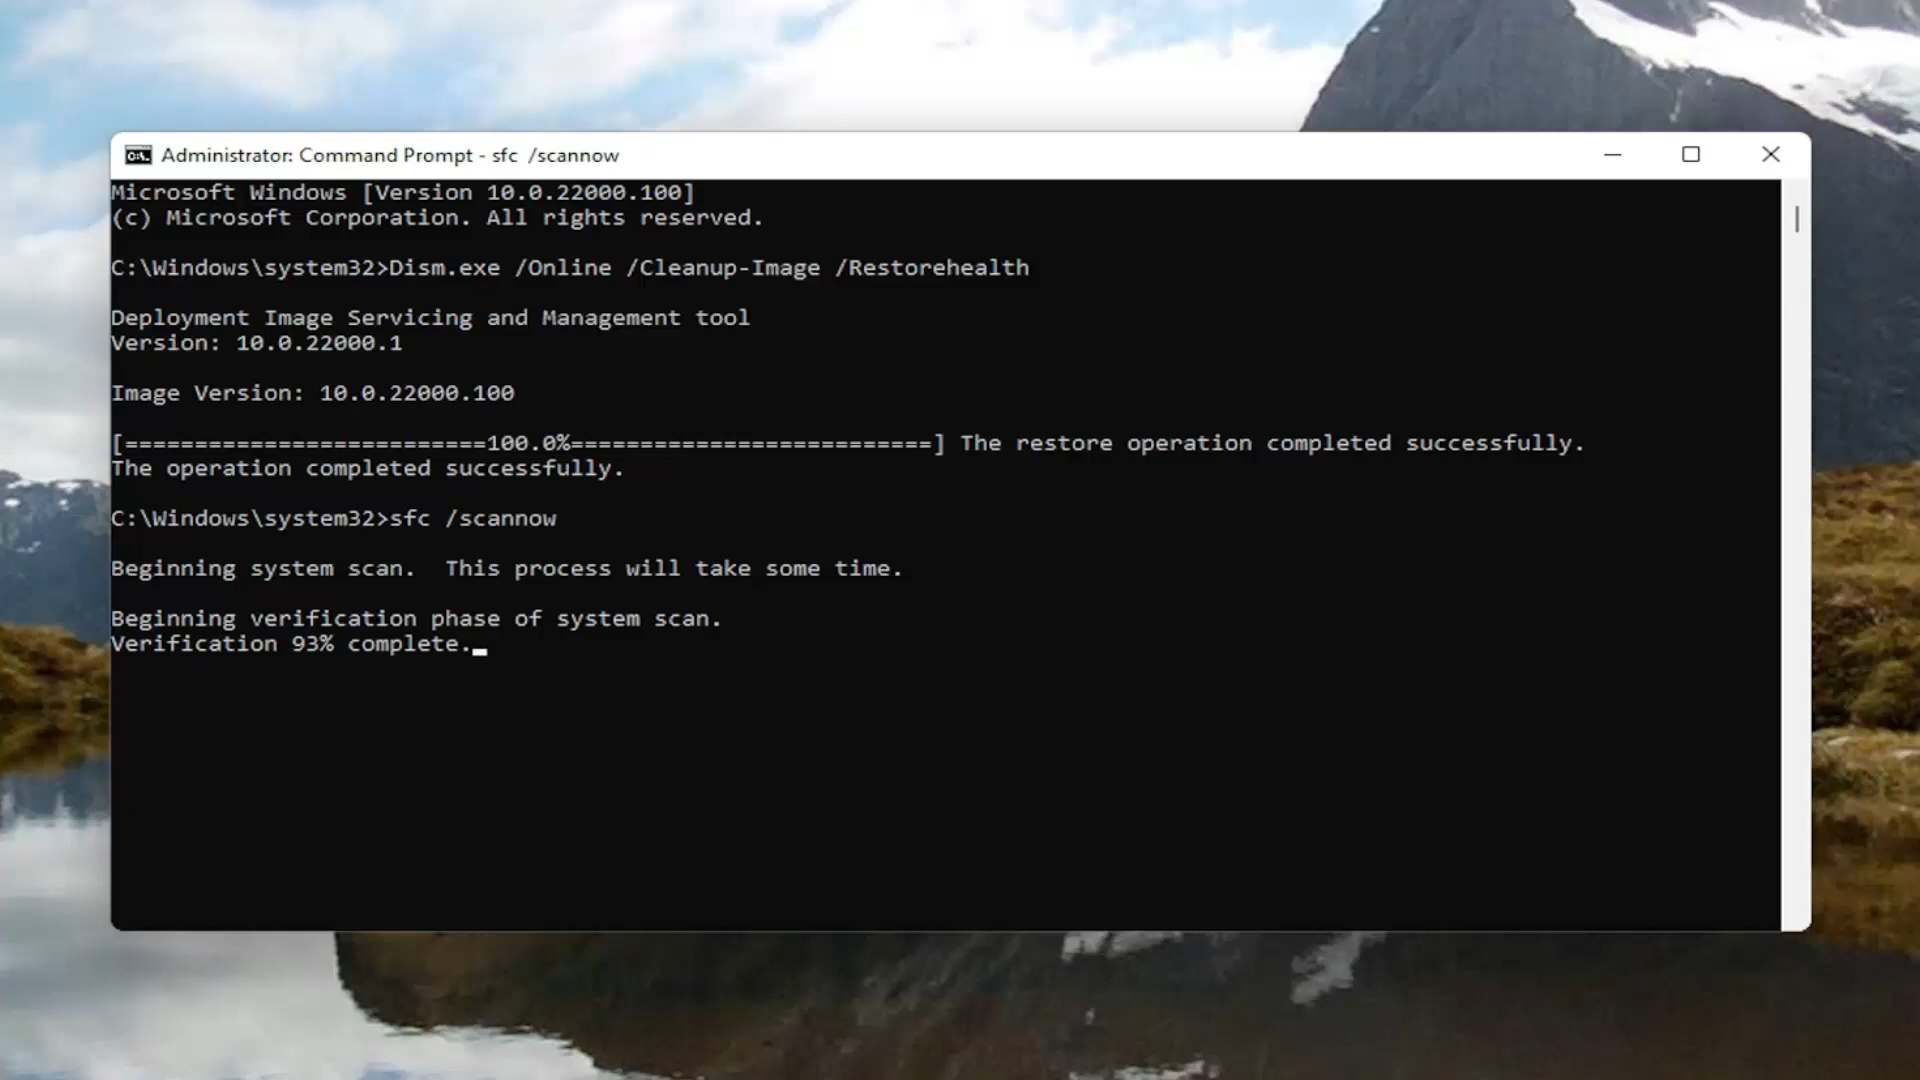 Administrator: Command Prompt - sfc  /scannow
Microsoft Windows [Version 10.0.22000.100]
(c) Microsoft Corporation. All rights reserved.
C:\Windows\system32>Dism.exe /Online /Cleanup-Image /Restorehealth
Deployment Image Servicing and Management tool
Version: 10.0.22000.1
Image Version: 10.0.22000.100
[==========================100.0%==========================] The restore operation completed successfully.
The operation completed successfully.
C:\Windows\system32>sfc /scannow
Beginning system scan.  This process will take some time.
Beginning verification phase of system scan.
Verification 93% complete.